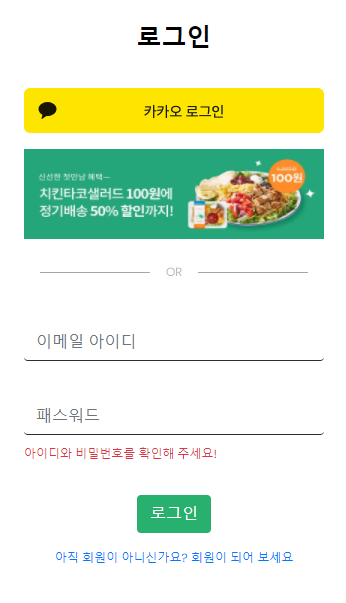 로그인
카카오 로그인
신선한 첫만남 혜택
치킨타코샐러드 100원에
정기배송 50% 할인까지!
100원
OR
이메일 아이디
패스워드
아이디와 비밀번호를 확인해 주세요!
로그인
아직 회원이 아니신가요? 회원이 되어 보세요